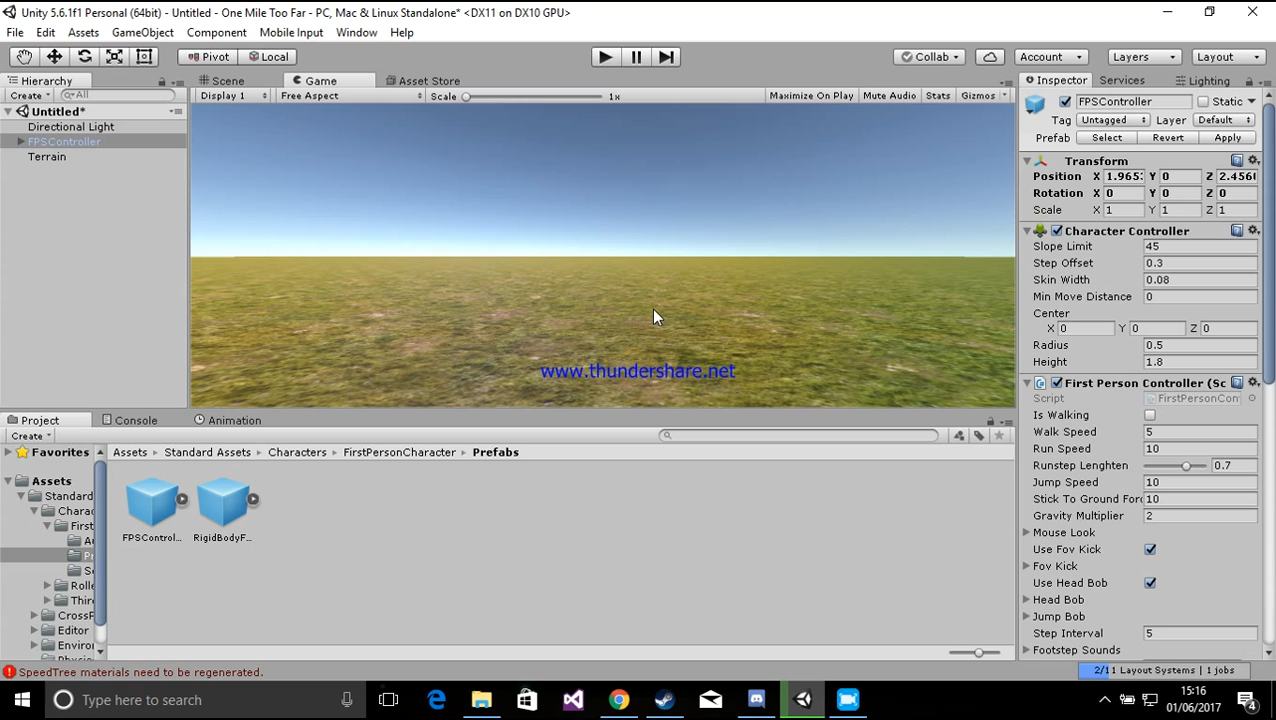 Unity 5.6.1f1 Personal (64bit) - Untitled - One Mile Too Far - PC, Mac & Linux Standalone* <DX11 on DX10 GPU>
File Edit Assets GameObject Component Mobile Input Window Help
Pivot Local Collab Account Layers Layout
Hierarchy Scene Game Asset Store Inspector Services Lighting
Create All Display 1 Free Aspect Scale 1x Maximize On Play Mute Audio Stats Gizmos
FPSController Static
Untitled*
Tag Untagged Layer Default
Directional Light
Prefab Select Revert Apply
FPSController
Terrain
Transform
Position X 1.965 Y 0 Z 2.456
Rotation X 0 Y 0 Z 0
Scale X 1 Y 1 Z 1
Character Controller
Slope Limit 45
Step Offset 0.3
Skin Width 0.08
Min Move Distance 0
Center
X 0 Y 0 Z 0
Radius 0.5
Height 1.8
www.thundershare.net
First Person Controller (Sc
Script FirstPersonCon
Is Walking
Walk Speed 5
Run Speed 10
Runstep Lenghten 0.7
Jump Speed 10
Stick To Ground Forc 10
Gravity Multiplier 2
Mouse Look
Use Fov Kick
Fov Kick
Use Head Bob
Head Bob
Jump Bob
Step Interval 5
Footstep Sounds
Project Console Animation
Create
Favorites Assets Standard Assets Characters FirstPersonCharacter Prefabs
Assets
Standard
Charac
First
A
Pr
S
Rolle
Third
CrossP
Editor
Enviro
FPSControl... RigidBodyF...
SpeedTree materials need to be regenerated.
2/11 Layout Systems | 1 jobs
Type here to search
15:16
01/06/2017
4